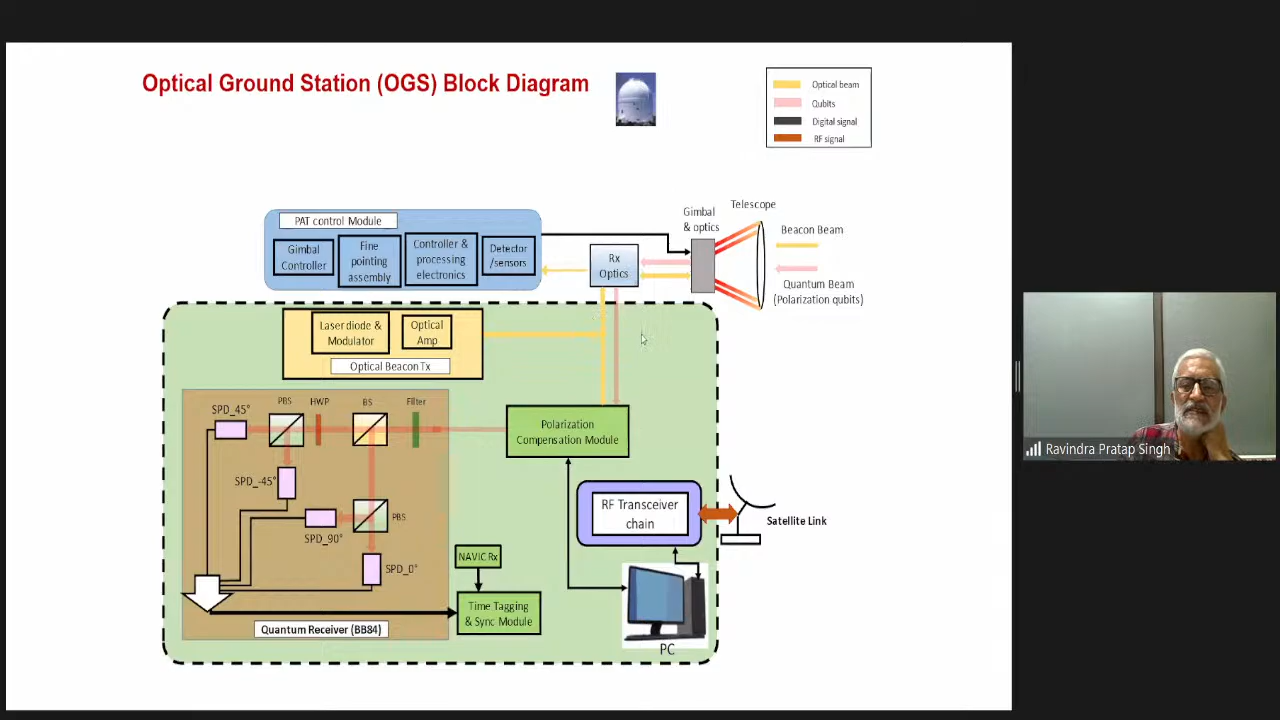 Optical Ground Station (OGS) Block Diagram
Optical beam
Qubits
Digital signal
RF signal
PAT control Module
Gimbal
Controller
Fine
pointing
assembly
Controller &
processing
electronics
Detector
/sensors
Rx
Optics
Gimbal
& optics
Telescope
Beacon Beam
Quantum Beam
(Polarization qubits)
Laser diode &
Modulator
Optical
Amp
Optical Beacon Tx
SPD_45°
PBS
HWP
BS
Filter
SPD_-45°
SPD_90°
PBS
SPD_0°
Quantum Receiver (BB84)
Polarization
Compensation Module
RF Transceiver
chain
Satellite Link
NAVIC Rx
Time Tagging
& Sync Module
PC
Ravindra Pratap Singh